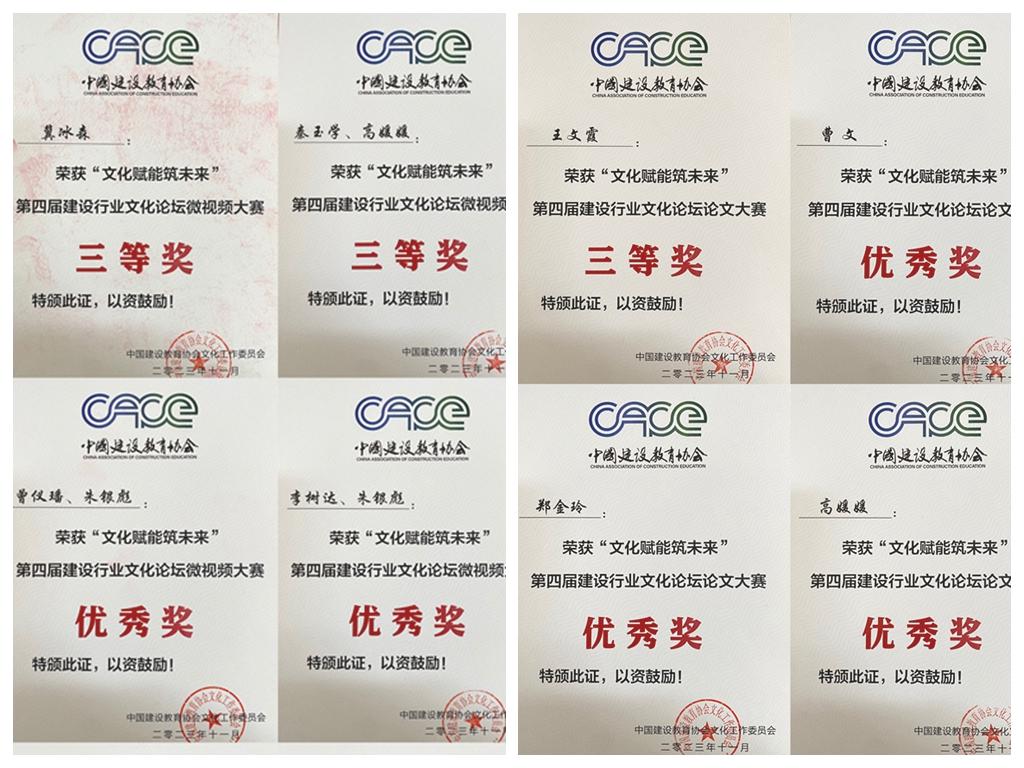 CACE
中国建设教育协会
CHINA ASSOCIATION OF CONSTRUCTION EDUCATION
冀冰森：
荣获“文化赋能筑未来”
第四届建设行业文化论坛微视频大赛
三等奖
特颁此证，以资鼓励！
中国建设教育协会文化工作委员会
二〇二三年十一月
CACE
中国建设教育协会
CHINA ASSOCIATION OF CONSTRUCTION EDUCATION
秦玉学、高媛媛：
荣获“文化赋能筑未来”
第四届建设行业文化论坛微视频
三等奖
特颁此证，以资鼓励！
中国建设教育协会文化工
二〇二三年十
CACE
中国建设教育协会
CHINA ASSOCIATION OF CONSTRUCTION EDUCATION
王文霞：
荣获“文化赋能筑未来”
第四届建设行业文化论坛论文大赛
三等奖
特颁此证，以资鼓励！
中国建设教育协会文化工作委员会
二〇二三年十一月
CACE
中国建设教育协会
CHINA ASSOCIATION OF CONSTRUCTION EDUCATION
曹文：
荣获“文化赋能筑未来”
第四届建设行业文化论坛论文
优秀奖
特颁此证，以资鼓励！
中国建设教育协会文化工作委
二〇二三年十一月
CACE
中国建设教育协会
CHINA ASSOCIATION OF CONSTRUCTION EDUCATION
曾仪璠、朱银彪：
荣获“文化赋能筑未来”
第四届建设行业文化论坛微视频大赛
优秀奖
特颁此证，以资鼓励！
中国建设教育协会文化工作委员会
二〇二三年十一月
CACE
中国建设教育协会
CHINA ASSOCIATION OF CONSTRUCTION EDUCATION
李树达、朱银彪：
荣获“文化赋能筑未来”
第四届建设行业文化论坛微视频
优秀奖
特颁此证，以资鼓励！
中国建设教育协会文化工作
二〇二三年十一
CACE
中国建设教育协会
CHINA ASSOCIATION OF CONSTRUCTION EDUCATION
郑金玲：
荣获“文化赋能筑未来”
第四届建设行业文化论坛论文大赛
优秀奖
特颁此证，以资鼓励！
中国建设教育协会文化工作委员会
二〇二三年十一月
CACE
中国建设教育协会
CHINA ASSOCIATION OF CONSTRUCTION EDUCATION
高媛媛：
荣获“文化赋能筑未来”
第四届建设行业文化论坛论文
优秀奖
特颁此证，以资鼓励！
中国建设教育协会文化工作委
二〇二三年十一月